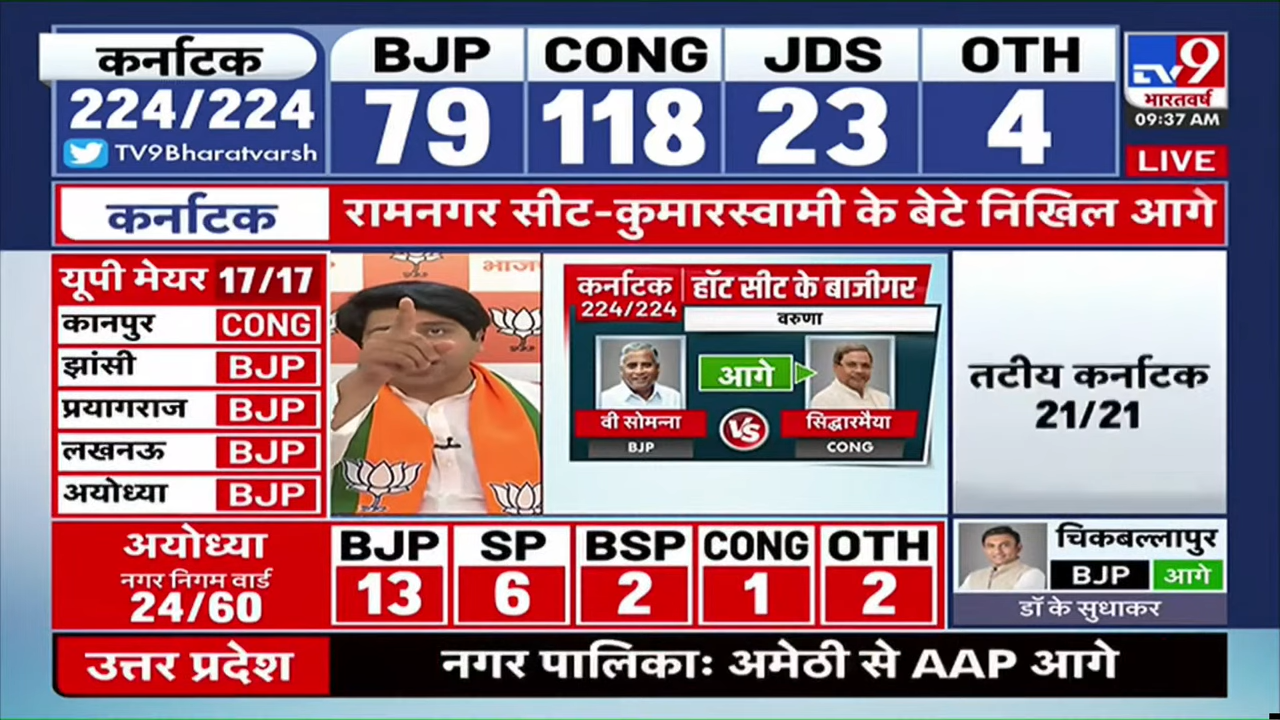 कर्नाटक
224/224
TV9Bharatvarsh
BJP CONG JDS OTH
79 118 23 4
TV9
भारतवर्ष
09:37 AM
LIVE
कर्नाटक
रामनगर सीट-कुमारस्वामी के बेटे निखिल आगे
यूपी मेयर 17/17
कानपुर CONG
झांसी BJP
प्रयागराज BJP
लखनऊ BJP
अयोध्या BJP
कर्नाटक
224/224
हॉट सीट के बाजीगर
वरुणा
आगे
वी सोमन्ना
BJP
VS
सिद्धारमैया
CONG
तटीय कर्नाटक
21/21
अयोध्या
नगर निगम वार्ड
24/60
BJP SP BSP CONG OTH
13 6 2 1 2
चिकबल्लापुर
BJP आगे
डॉ के सुधाकर
उत्तर प्रदेश
नगर पालिकाः अमेठी से AAP आगे